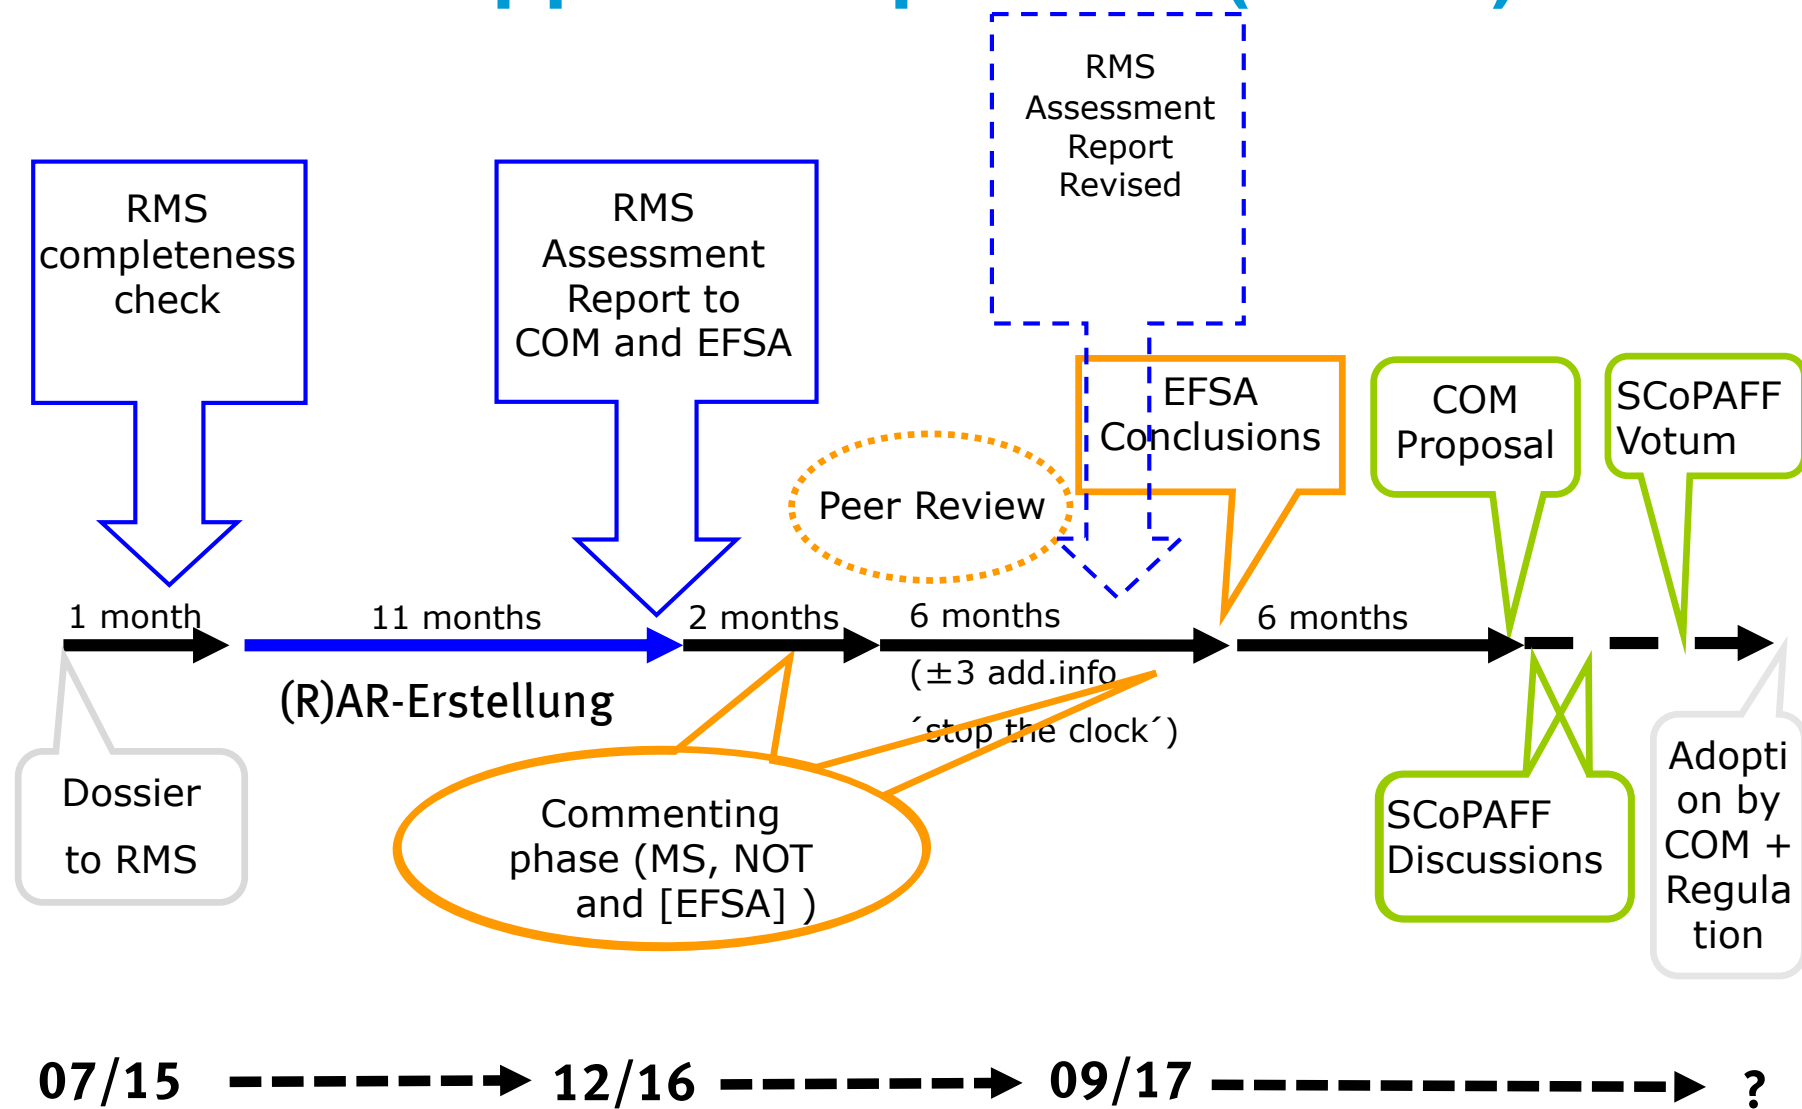 RMS
Assessment
Report
Revised
RMS
completeness
check
RMS
Assessment
Report to
COM and EFSA
EFSA
Conclusions
COM
Proposal
SCoPAFF
Votum
Peer Review
1 month
11 months
2 months
6 months
6 months
(±3 add.info
´stop the clock´)
(R)AR-Erstellung
Dossier
to RMS
Commenting
phase (MS, NOT
and [EFSA] )
SCoPAFF
Discussions
Adopti
on by
COM +
Regula
tion
07/15
12/16
09/17
?